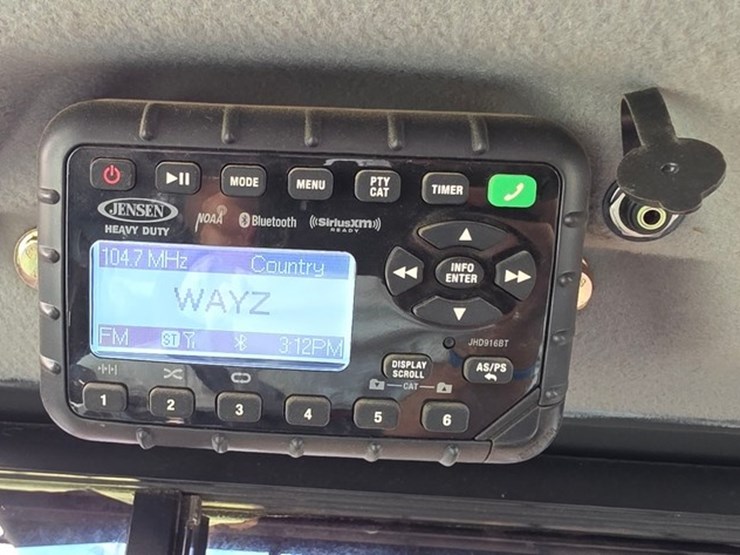 MODE
MENU
PTY
CAT
TIMER
JENSEN
HEAVY DUTY
NOAA
Bluetooth
((SiriusXM))
READY
104.7 MHz Country
WAYZ
FM ST 3:12PM
INFO
ENTER
JHD916BT
DISPLAY
SCROLL
AS/PS
CAT
1 2 3 4 5 6